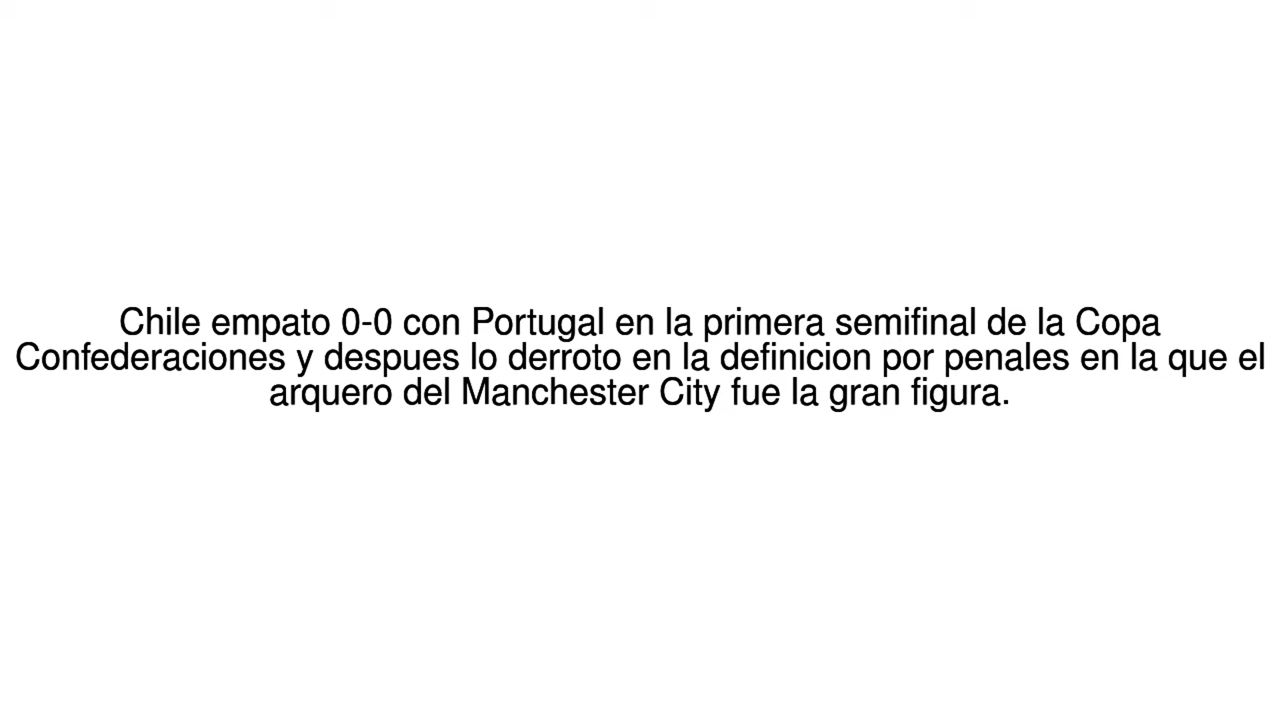 Chile empato 0-0 con Portugal en la primera semifinal de la Copa
Confederaciones y despues lo derroto en la definicion por penales en la que el
arquero del Manchester City fue la gran figura.